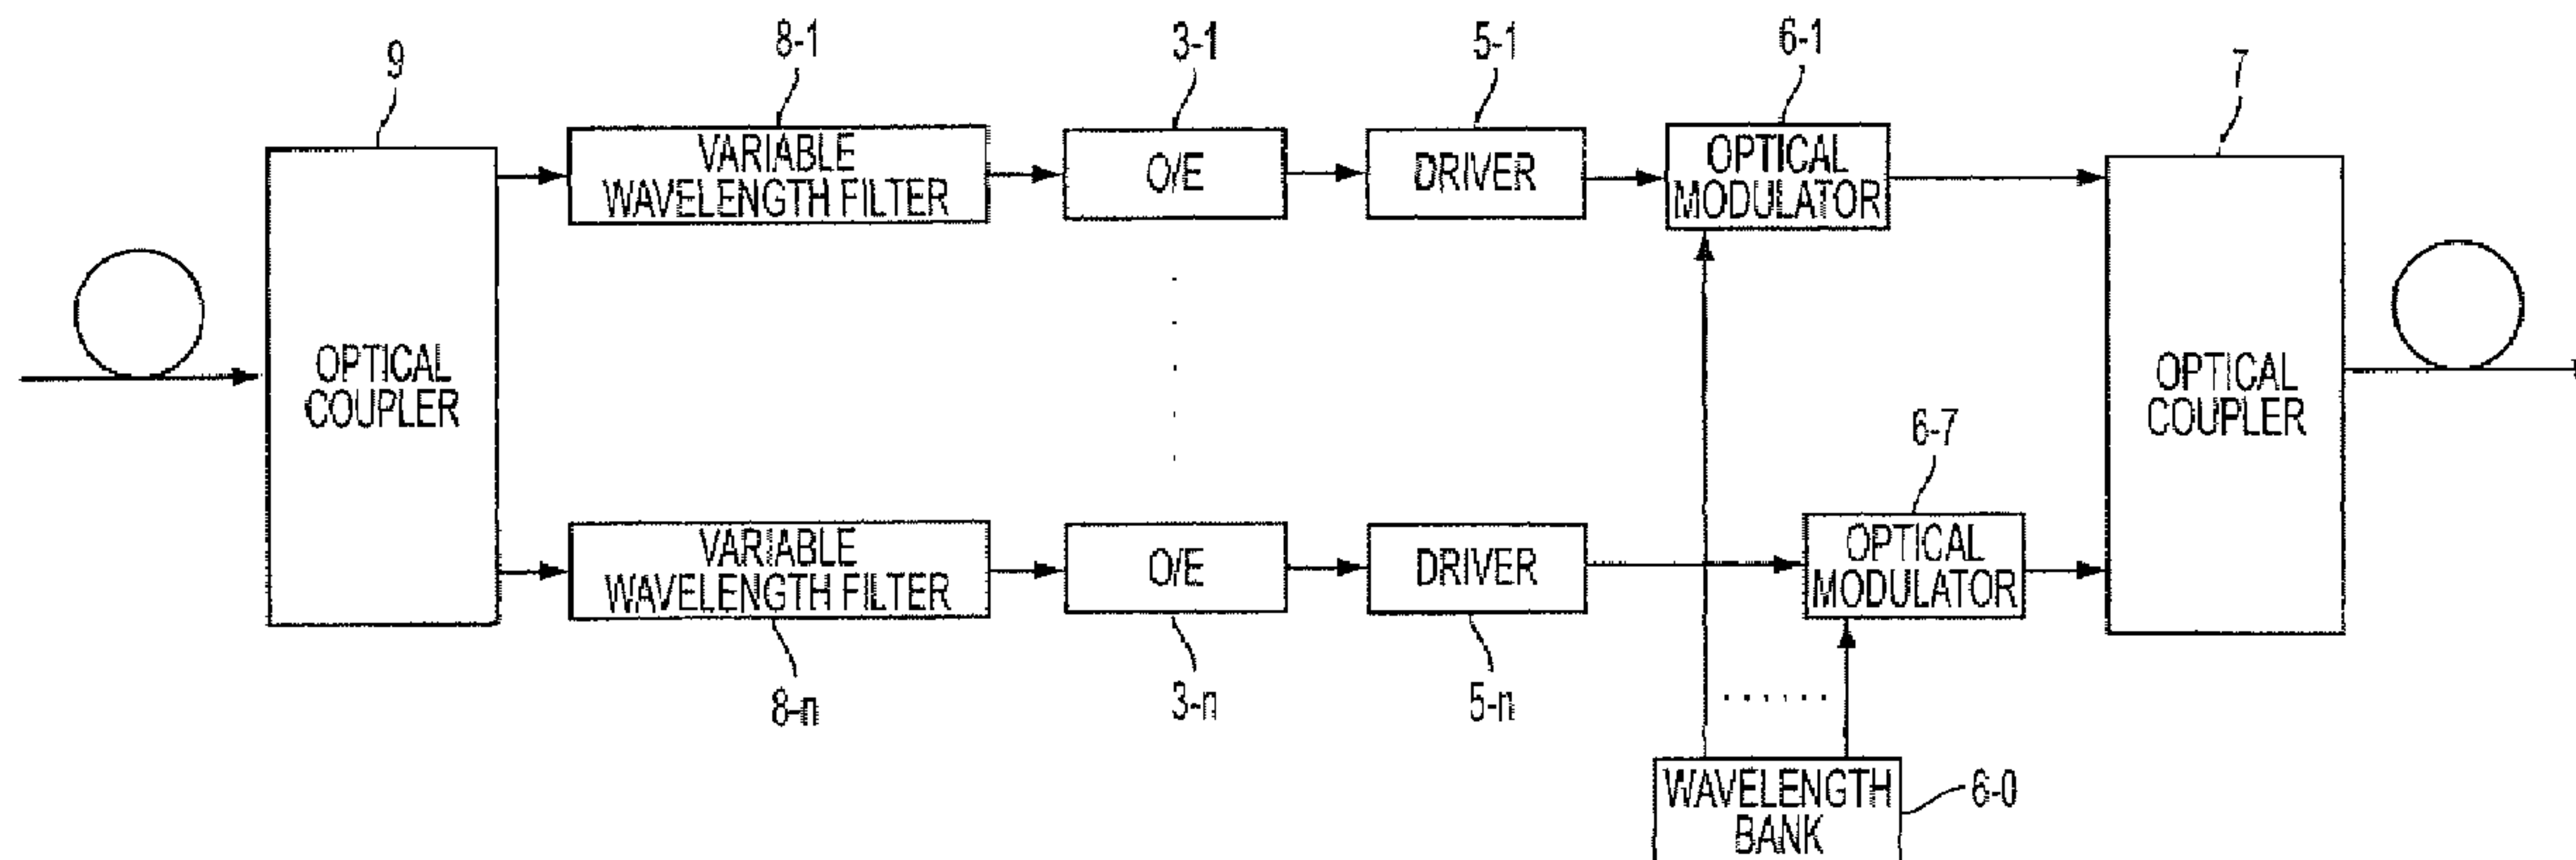 9
8-1
3-1
5-1
6-1
7
VARIABLE
WAVELENGTH FILTER
O/E
DRIVER
OPTICAL
MODULATOR
OPTICAL
COUPLER
OPTICAL
COUPLER
6-7
VARIABLE
WAVELENGTH FILTER
O/E
DRIVER
OPTICAL
MODULATOR
8-n
3-n
5-n
WAVELENGTH
BANK
6-0